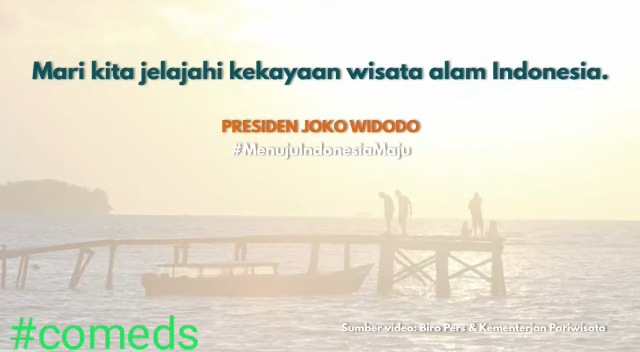 Mari kita jelajahi kekayaan wisata alam Indonesia.
PRESIDEN JOKO WIDODO
#MenujuIndonesiaMaju
#comeds
Sumber video: Biro Pers & Kementerian Pariwisata